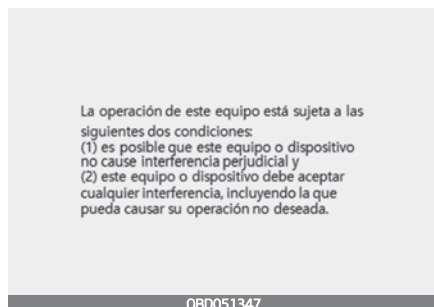 La operación de este equipo está sujeta a las
siguientes dos condiciones:
(1) es posible que este equipo o dispositivo
no cause interferencia perjudicial y
(2) este equipo o dispositivo debe aceptar
cualquier interferencia, incluyendo la que
pueda causar su operación no deseada.
OBD051347